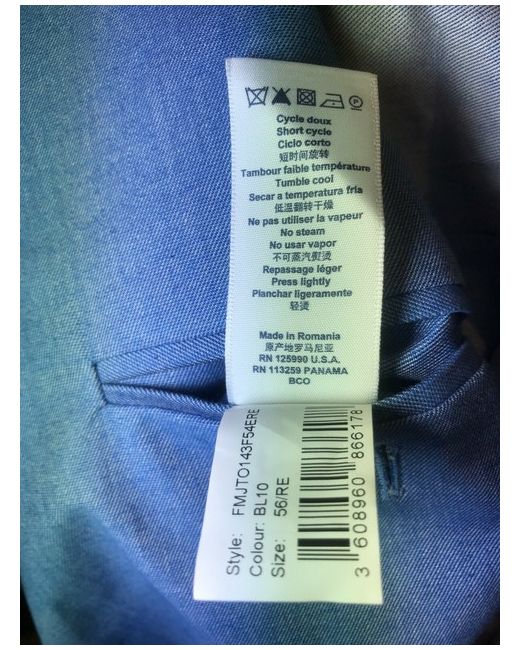 P
Cycle doux
Short cycle
Ciclo corto
短时间旋转
Tambour faible température
Tumble cool
Secar a temperatura fria
低温翻转干燥
Ne pas utiliser la vapeur
No steam
No usar vapor
不可蒸汽熨烫
Repassage léger
Press lightly
Planchar ligeramente
轻烫
Made in Romania
原产地罗马尼亚
RN 125990 U.S.A.
RN 113259 PANAMA
BCO
Style: FMJTO143F54ERE
Colour: BL10
Size: 56/RE
3 608960 866178